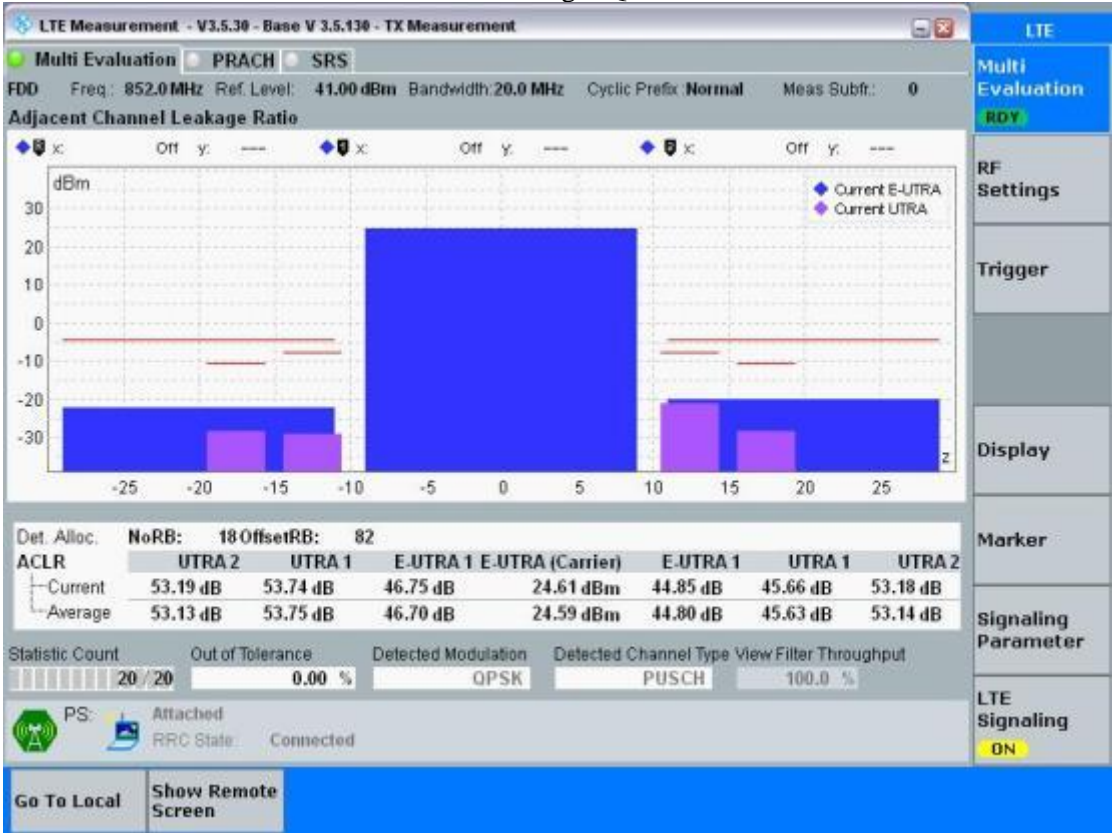 LTE Measurement - V3.5.30 - Base V 3.5.130 - TX Measurement
Multi Evaluation PRACH SRS
FDD Freq.: 852.0 MHz Ref. Level: 41.00 dBm Bandwidth: 20.0 MHz Cyclic Prefix: Normal Meas Subfr.: 0
Adjacent Channel Leakage Ratio
x: Off y: --- x: Off y: --- x: Off y: ---
dBm
Current E-UTRA
Current UTRA
30
20
10
0
-10
-20
-30
z
-25 -20 -15 -10 -5 0 5 10 15 20 25
Det. Alloc. NoRB: 18 OffsetRB: 82
ACLR UTRA 2 UTRA 1 E-UTRA 1 E-UTRA (Carrier) E-UTRA 1 UTRA 1 UTRA 2
Current 53.19 dB 53.74 dB 46.75 dB 24.61 dBm 44.85 dB 45.66 dB 53.18 dB
Average 53.13 dB 53.75 dB 46.70 dB 24.59 dBm 44.80 dB 45.63 dB 53.14 dB
Statistic Count Out of Tolerance Detected Modulation Detected Channel Type View Filter Throughput
20 / 20 0.00 % QPSK PUSCH 100.0 %
PS: Attached
RRC State: Connected
LTE
Multi
Evaluation
RDY
RF
Settings
Trigger
Display
Marker
Signaling
Parameter
LTE
Signaling
ON
Go To Local
Show Remote
Screen